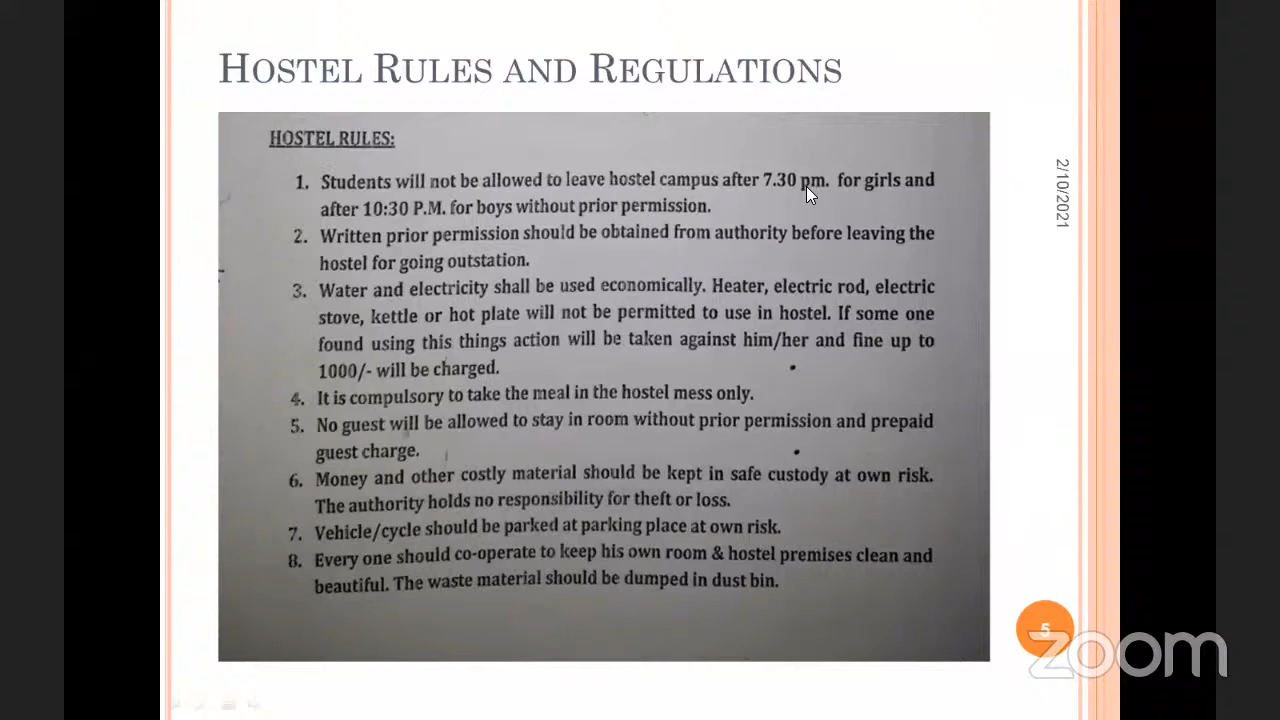 HOSTEL RULES AND REGULATIONS
HOSTEL RULES:
1. Students will not be allowed to leave hostel campus after 7.30 pm. for girls and
after 10:30 P.M. for boys without prior permission.
2. Written prior permission should be obtained from authority before leaving the
hostel for going outstation.
3. Water and electricity shall be used economically. Heater, electric rod, electric
stove, kettle or hot plate will not be permitted to use in hostel. If some one
found using this things action will be taken against him/her and fine up to
1000/- will be charged.
4. It is compulsory to take the meal in the hostel mess only.
5. No guest will be allowed to stay in room without prior permission and prepaid
guest charge.
6. Money and other costly material should be kept in safe custody at own risk.
The authority holds no responsibility for theft or loss.
7. Vehicle/cycle should be parked at parking place at own risk.
8. Every one should co-operate to keep his own room & hostel premises clean and
beautiful. The waste material should be dumped in dust bin.
2/10/2021
5
zoom